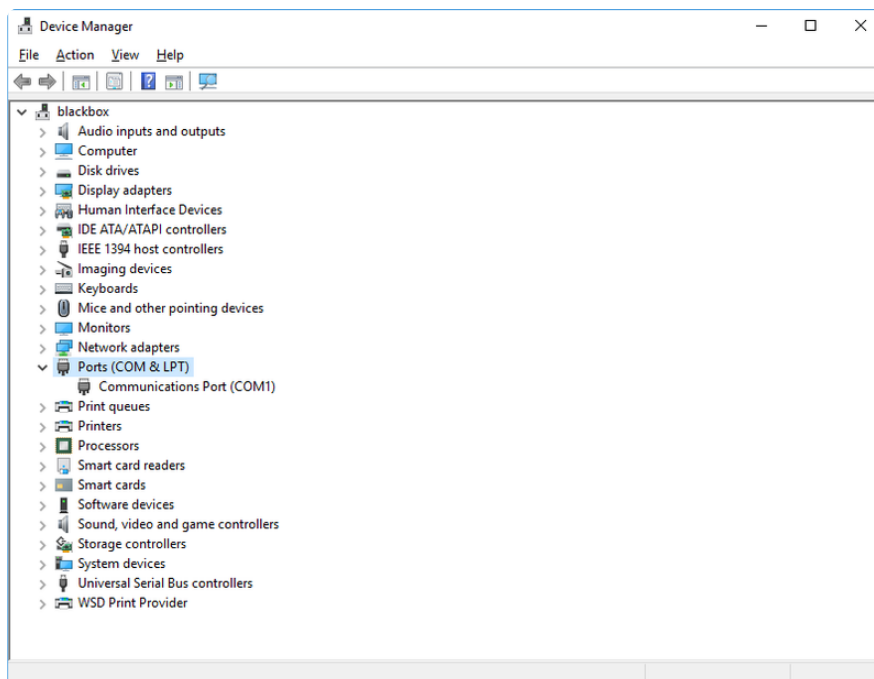 Device Manager
File Action View Help
blackbox
Audio inputs and outputs
Computer
Disk drives
Display adapters
Human Interface Devices
IDE ATA/ATAPI controllers
IEEE 1394 host controllers
Imaging devices
Keyboards
Mice and other pointing devices
Monitors
Network adapters
Ports (COM & LPT)
Communications Port (COM1)
Print queues
Printers
Processors
Smart card readers
Smart cards
Software devices
Sound, video and game controllers
Storage controllers
System devices
Universal Serial Bus controllers
WSD Print Provider